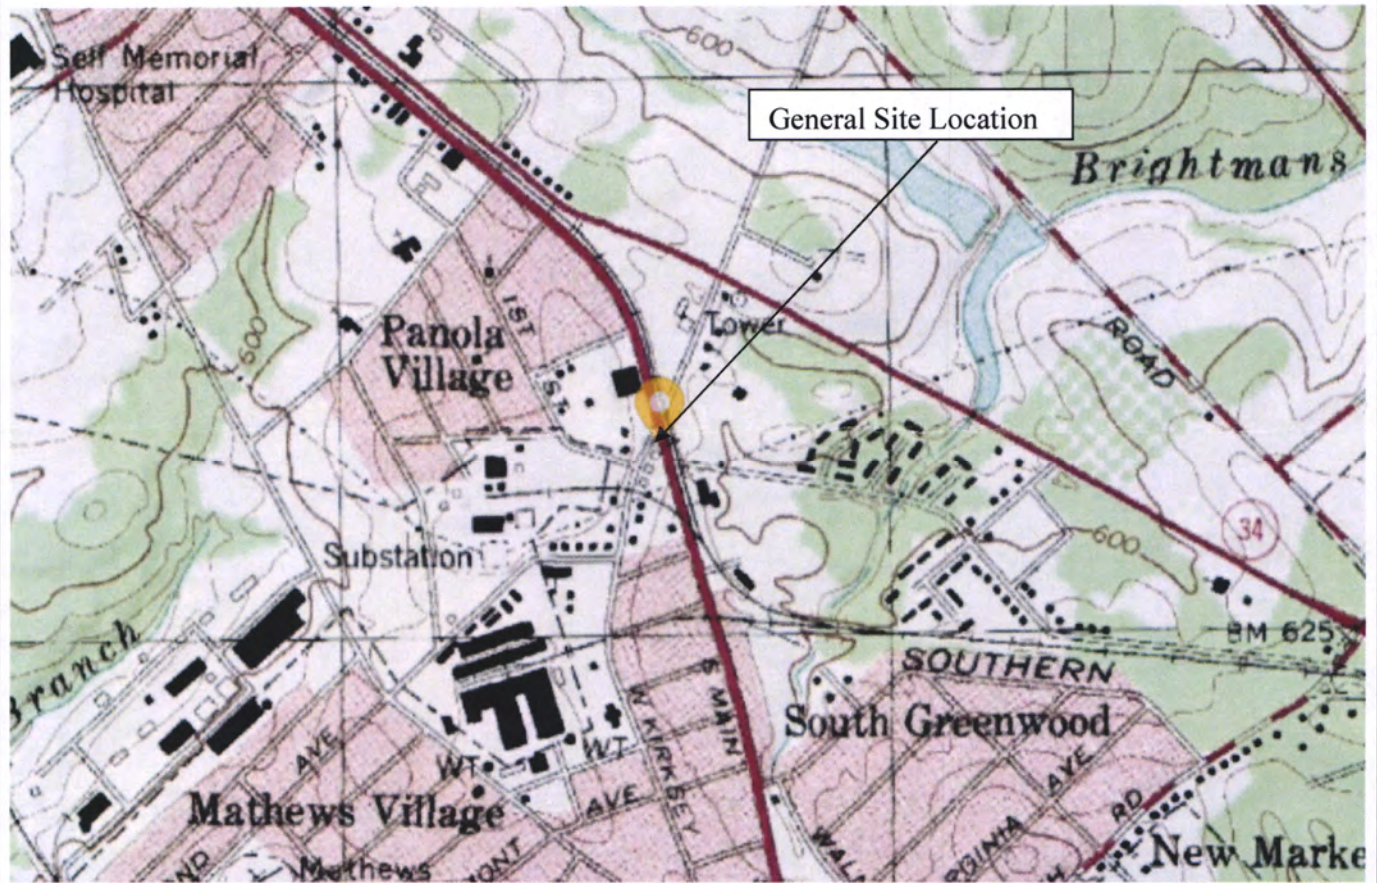 600
Self Memorial
Hospital
General Site Location
Brightmans
1ST
Tower
Panola
Village
600
ST
ROAD
34
600
Substation
BM 625
Branch
SOUTHERN
S MAIN
W KIRKSEY
South Greenwood
WT
WT
AVE
AVE
AVE
Mathews Village
RD
New Marke
Mathews